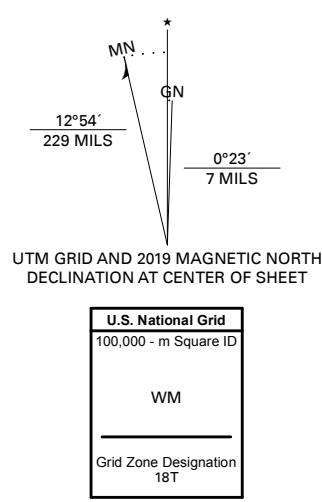 ★
MN
GN
12°54´
229 MILS
0°23´
7 MILS
UTM GRID AND 2019 MAGNETIC NORTH
DECLINATION AT CENTER OF SHEET
U.S. National Grid
100,000 - m Square ID
WM
Grid Zone Designation
18T